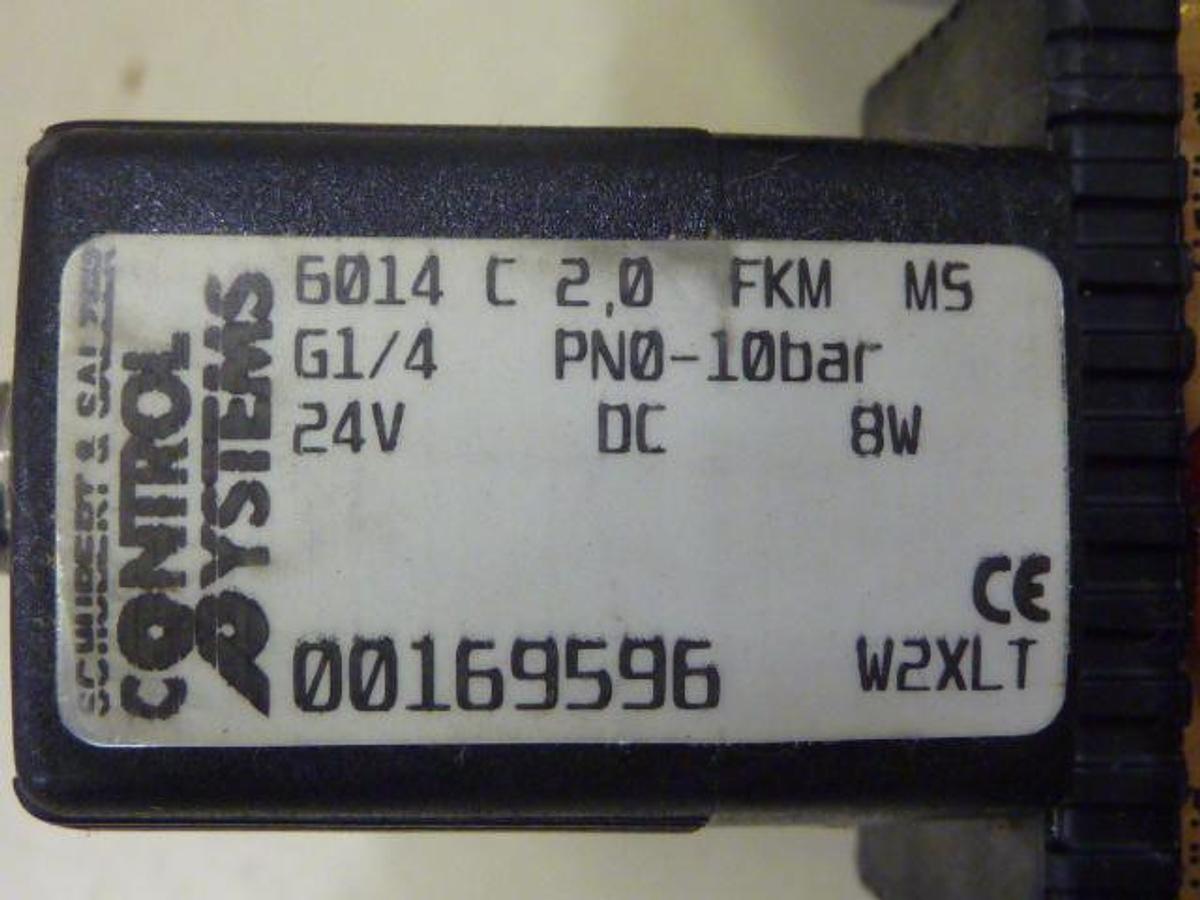 SCHUBERT & SALZER
CONTROL
SYSTEMS
6014 C 2,0 FKM MS
G1/4 PN0-10bar
24V DC 8W
CE
00169596 W2XLT